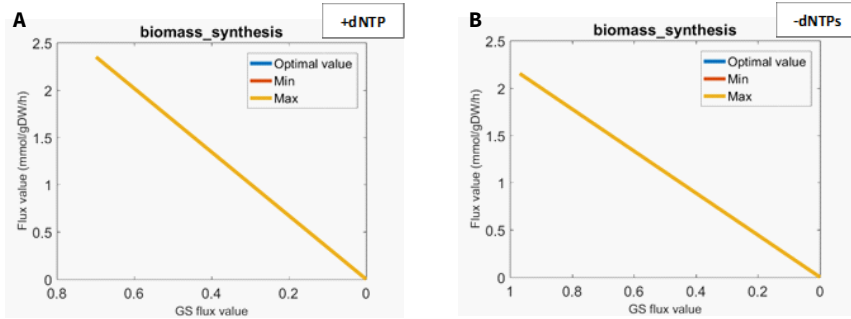 A
+dNTP
biomass_synthesis
2.5
2
1.5
1
0.5
0
Flux value (mmol/gDW/h)
Optimal value
Min
Max
0.8
0.6
0.4
0.2
0
GS flux value
B
-dNTPs
biomass_synthesis
2.5
2
1.5
1
0.5
0
Flux value (mmol/gDW/h)
Optimal value
Min
Max
1
0.8
0.6
0.4
0.2
0
GS flux value